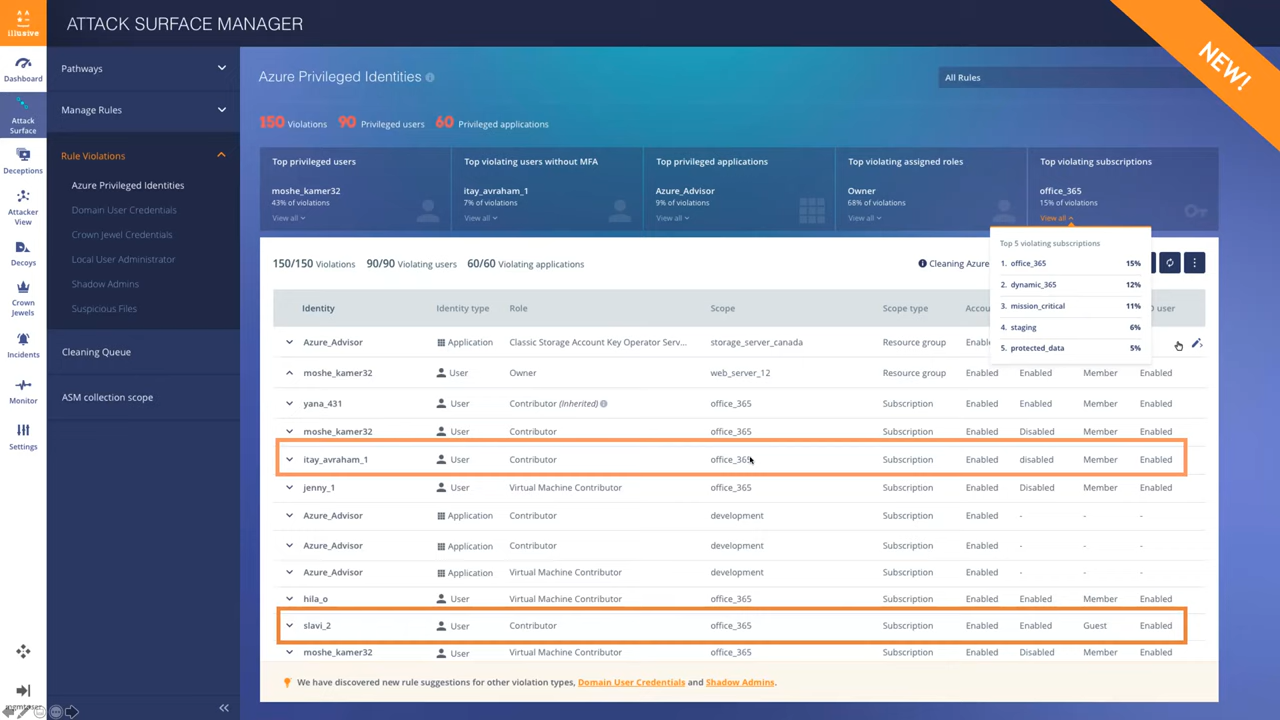 illusive
ATTACK SURFACE MANAGER
NEW!
Dashboard
Attack
Surface
Deceptions
Attacker
View
Decoys
Crown
Jewels
Incidents
Monitor
Settings
Pathways
Manage Rules
Rule Violations
Azure Privileged Identities
Domain User Credentials
Crown Jewel Credentials
Local User Administrator
Shadow Admins
Suspicious Files
Cleaning Queue
ASM collection scope
Azure Privileged Identities
All Rules
150 Violations 90 Privileged users 60 Privileged applications
Top privileged users
moshe_kamer32
43% of violations
View all
Top violating users without MFA
itay_avraham_1
7% of violations
View all
Top privileged applications
Azure_Advisor
9% of violations
View all
Top violating assigned roles
Owner
68% of violations
View all
Top violating subscriptions
office_365
15% of violations
View all
Top 5 violating subscriptions
1. office_365 15%
2. dynamic_365 12%
3. mission_critical 11%
4. staging 6%
5. protected_data 5%
150/150 Violations 90/90 Violating users 60/60 Violating applications
Cleaning Azure
Identity Identity type Role Scope Scope type user
Azure_Advisor Application Classic Storage Account Key Operator Serv... storage_server_canada Resource group
moshe_kamer32 User Owner web_server_12 Resource group Enabled Enabled Member Enabled
yana_431 User Contributor (Inherited) office_365 Subscription Enabled Enabled Member Enabled
moshe_kamer32 User Contributor office_365 Subscription Enabled Disabled Member Enabled
itay_avraham_1 User Contributor office_365 Subscription Enabled disabled Member Enabled
jenny_1 User Virtual Machine Contributor office_365 Subscription Enabled Disabled Member Enabled
Azure_Advisor Application Contributor development Subscription Enabled - - -
Azure_Advisor Application Contributor development Subscription Enabled - - -
Azure_Advisor Application Virtual Machine Contributor development Subscription Enabled - - -
hila_o User Virtual Machine Contributor office_365 Subscription Enabled Enabled Member Enabled
slavi_2 User Contributor office_365 Subscription Enabled Enabled Guest Enabled
moshe_kamer32 User Virtual Machine Contributor office_365 Subscription Enabled Disabled Member Enabled
We have discovered new rule suggestions for other violation types, Domain User Credentials and Shadow Admins.